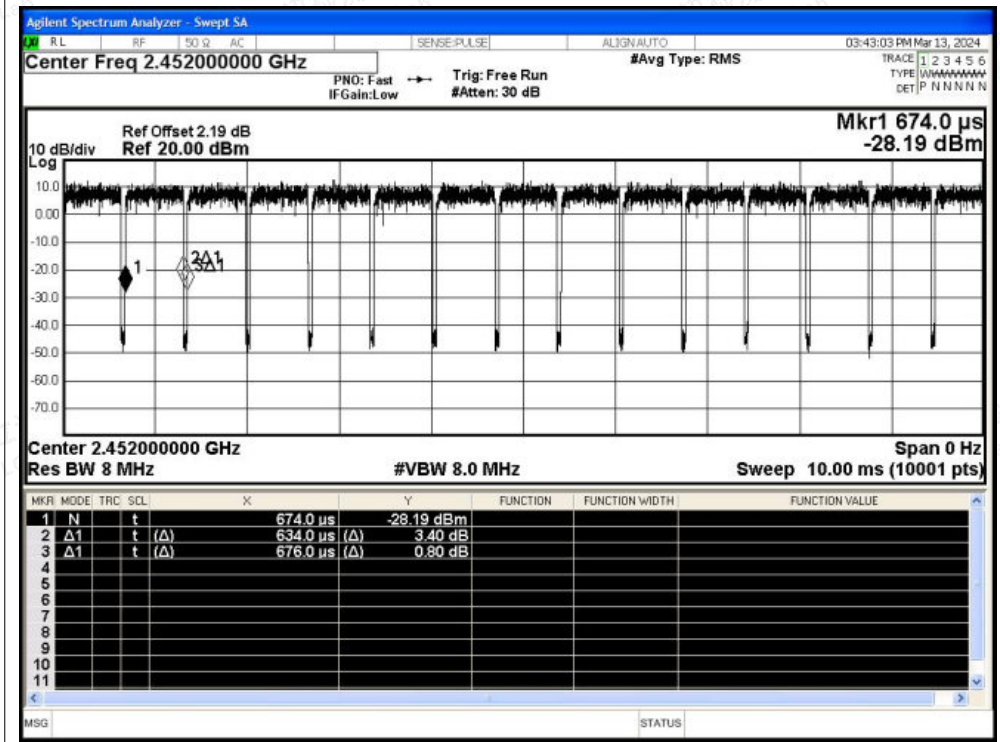 Agilent Spectrum Analyzer - Swept SA
LXI RL RF 50 Ω AC SENSE:PULSE ALIGNAUTO 03:43:03 PM Mar 13, 2024
Center Freq 2.452000000 GHz #Avg Type: RMS TRACE 1 2 3 4 5 6
PNO: Fast Trig: Free Run TYPE WWWWWW
IFGain:Low #Atten: 30 dB DET P N N N N N
Mkr1 674.0 µs
-28.19 dBm
Ref Offset 2.19 dB
10 dB/div Ref 20.00 dBm
Log
10.0
0.00
-10.0
-20.0
-30.0
-40.0
-50.0
-60.0
-70.0
1
2Δ1
3Δ1
Center 2.452000000 GHz Span 0 Hz
Res BW 8 MHz #VBW 8.0 MHz Sweep 10.00 ms (10001 pts)
MKR MODE TRC SCL X Y FUNCTION FUNCTION WIDTH FUNCTION VALUE
1 N t 674.0 µs -28.19 dBm
2 Δ1 t (Δ) 634.0 µs (Δ) 3.40 dB
3 Δ1 t (Δ) 676.0 µs (Δ) 0.80 dB
4
5
6
7
8
9
10
11
MSG STATUS